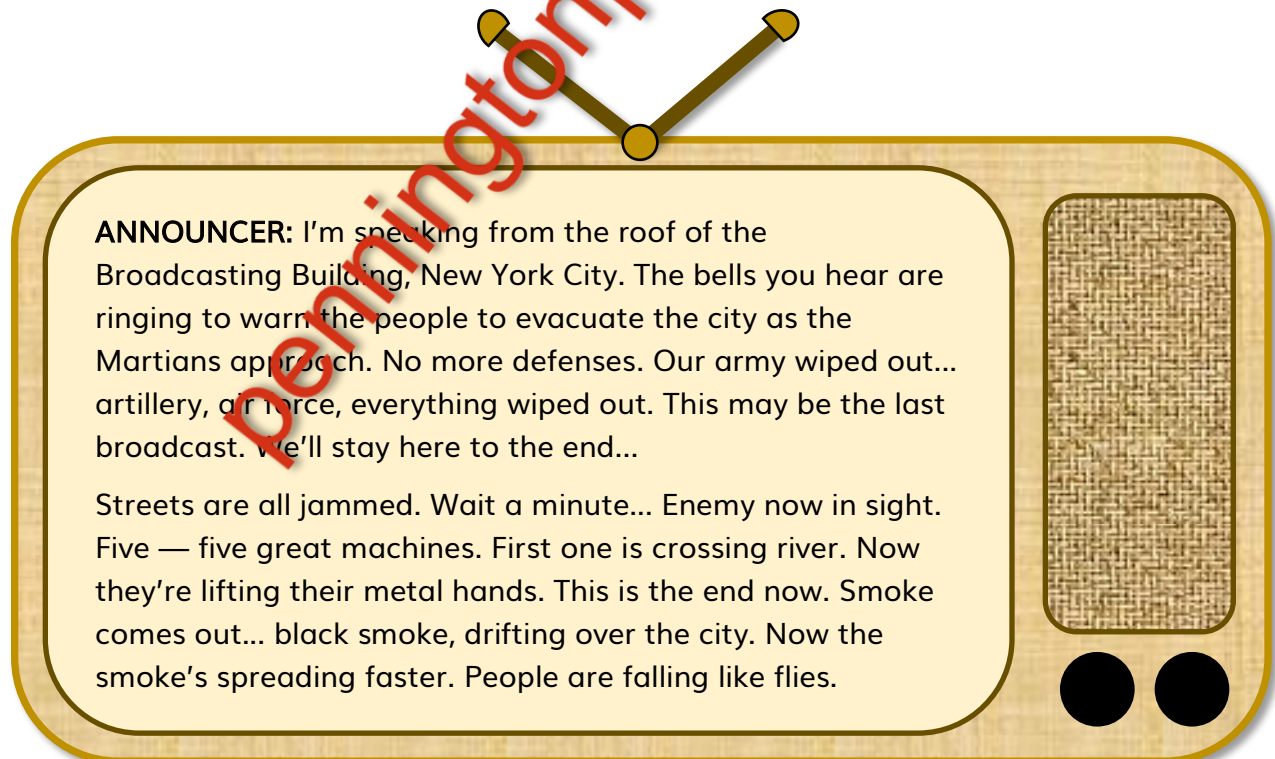 penningtonp
ANNOUNCER: I'm speaking from the roof of the
Broadcasting Building, New York City. The bells you hear are
ringing to warn the people to evacuate the city as the
Martians approach. No more defenses. Our army wiped out...
artillery, air force, everything wiped out. This may be the last
broadcast. We'll stay here to the end...
Streets are all jammed. Wait a minute... Enemy now in sight.
Five — five great machines. First one is crossing river. Now
they're lifting their metal hands. This is the end now. Smoke
comes out... black smoke, drifting over the city. Now the
smoke's spreading faster. People are falling like flies.